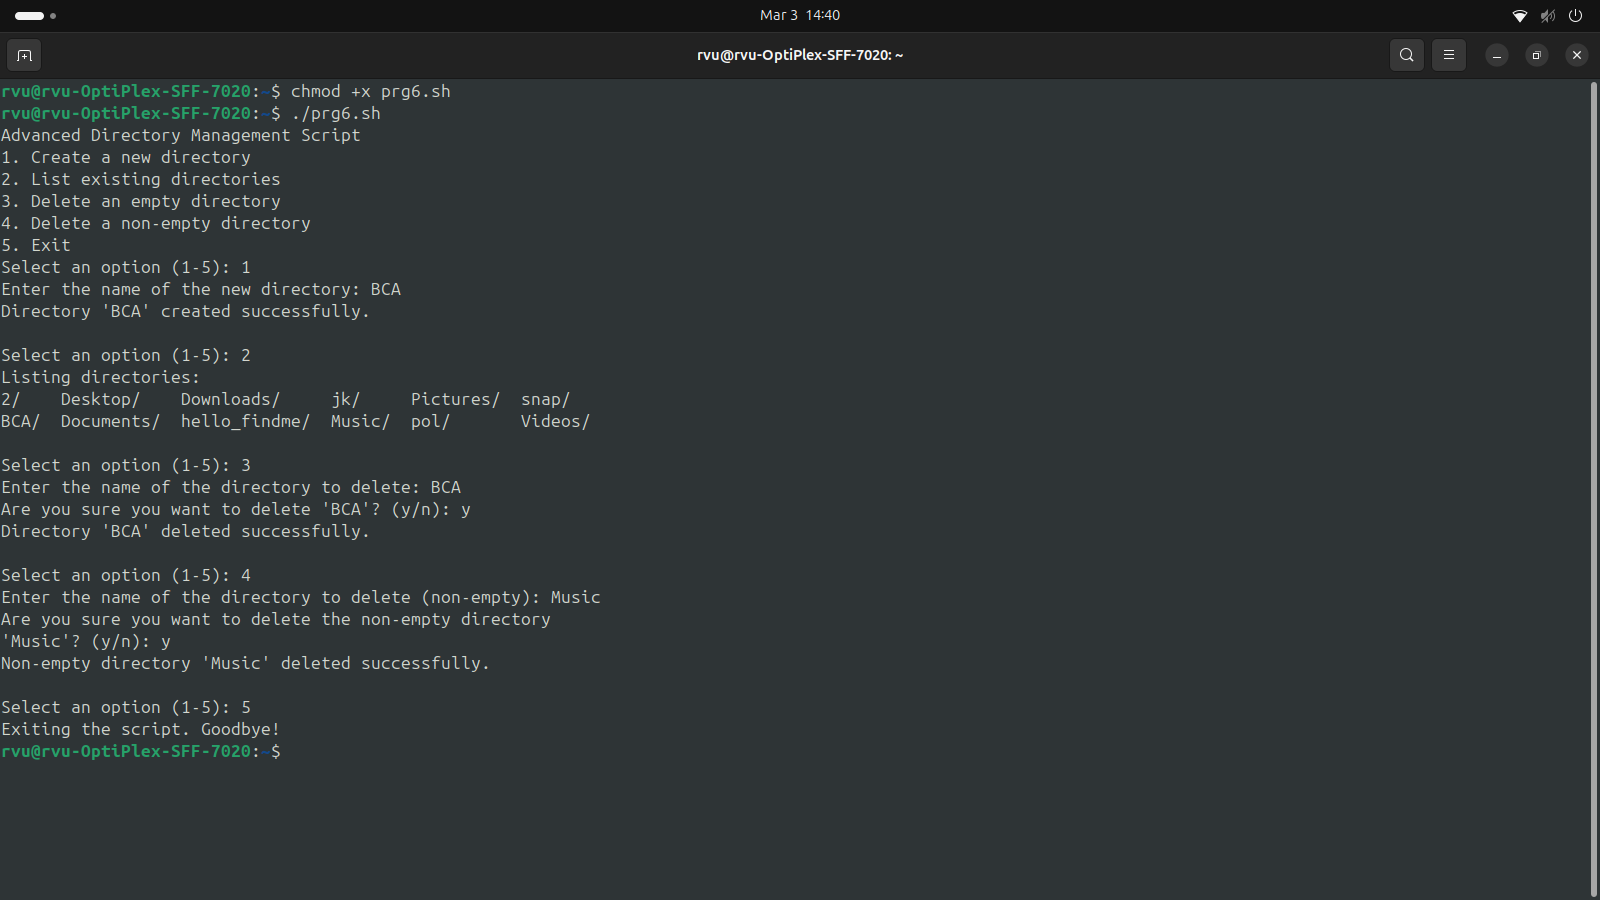 Mar 3 14:40
rvu@rvu-OptiPlex-SFF-7020: ~
rvu@rvu-OptiPlex-SFF-7020:~$ chmod +x prg6.sh
rvu@rvu-OptiPlex-SFF-7020:~$ ./prg6.sh
Advanced Directory Management Script
1. Create a new directory
2. List existing directories
3. Delete an empty directory
4. Delete a non-empty directory
5. Exit
Select an option (1-5): 1
Enter the name of the new directory: BCA
Directory 'BCA' created successfully.
Select an option (1-5): 2
Listing directories:
2/    Desktop/    Downloads/     jk/     Pictures/  snap/
BCA/  Documents/  hello_findme/  Music/  pol/       Videos/
Select an option (1-5): 3
Enter the name of the directory to delete: BCA
Are you sure you want to delete 'BCA'? (y/n): y
Directory 'BCA' deleted successfully.
Select an option (1-5): 4
Enter the name of the directory to delete (non-empty): Music
Are you sure you want to delete the non-empty directory
'Music'? (y/n): y
Non-empty directory 'Music' deleted successfully.
Select an option (1-5): 5
Exiting the script. Goodbye!
rvu@rvu-OptiPlex-SFF-7020:~$